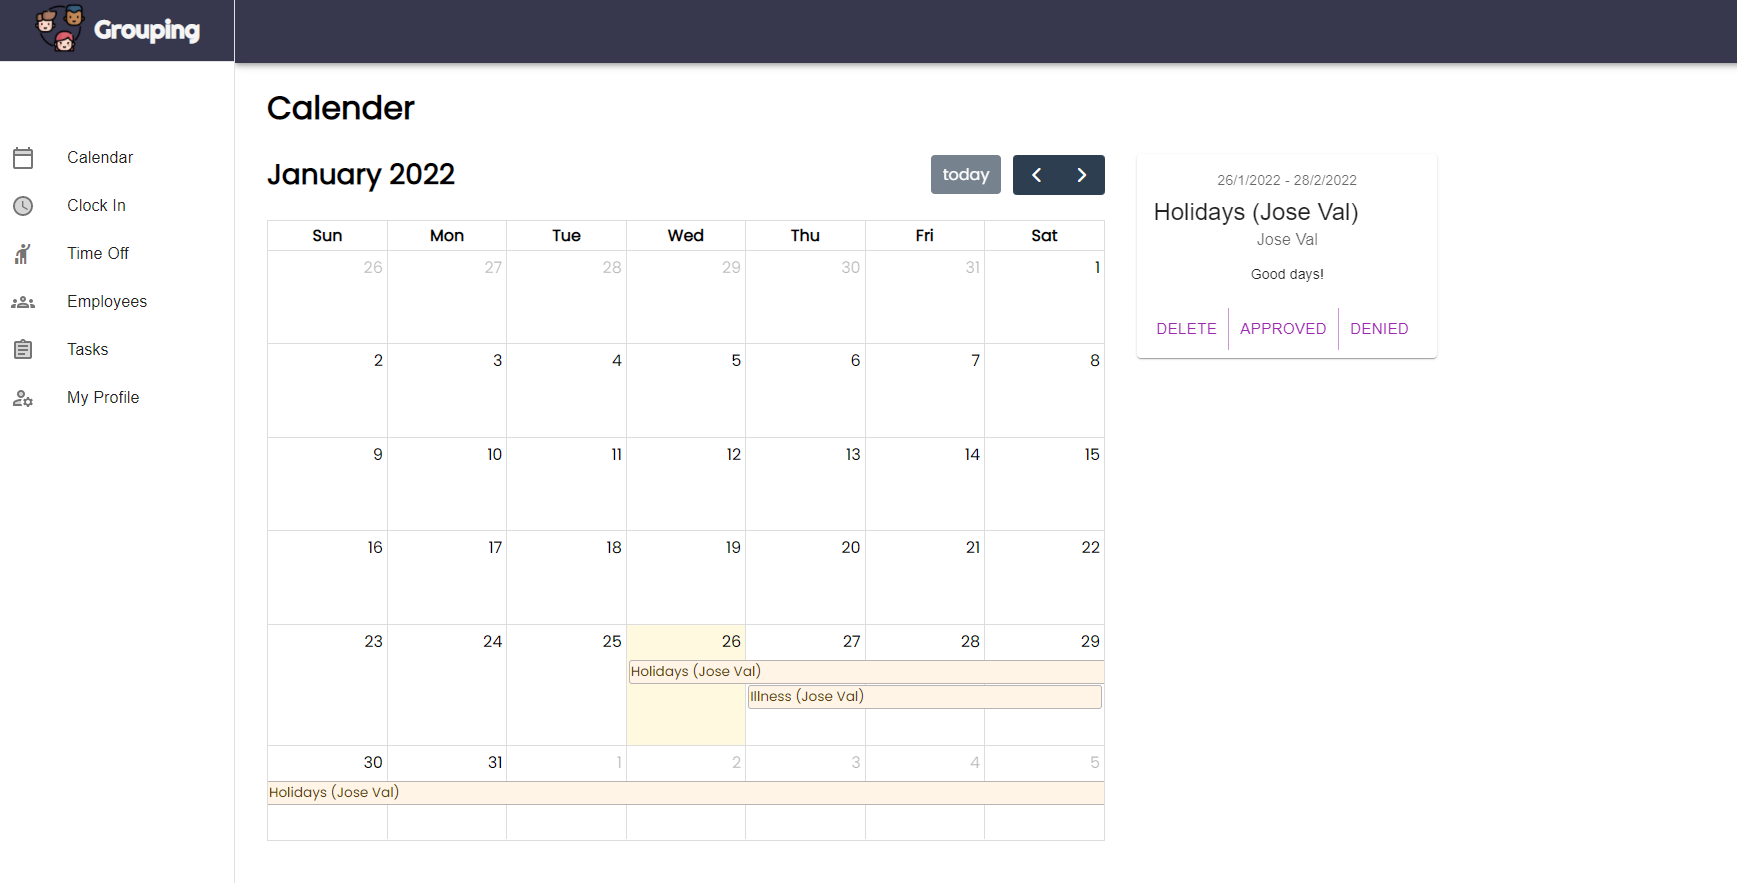 Grouping
Calendar
Clock In
Time Off
Employees
Tasks
My Profile
Calender
January 2022
today
Sun Mon Tue Wed Thu Fri Sat
26 27 28 29 30 31 1
2 3 4 5 6 7 8
9 10 11 12 13 14 15
16 17 18 19 20 21 22
23 24 25 26 27 28 29
Holidays (Jose Val)
Illness (Jose Val)
30 31 1 2 3 4 5
Holidays (Jose Val)
26/1/2022 - 28/2/2022
Holidays (Jose Val)
Jose Val
Good days!
DELETE APPROVED DENIED